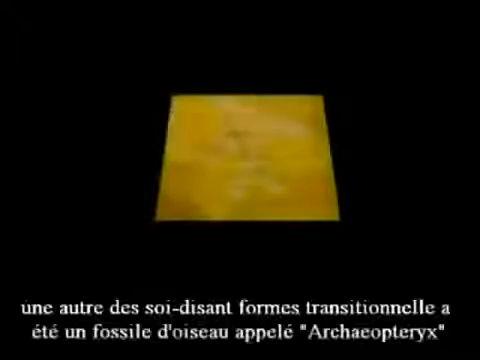 une autre des soi-disant formes transitionnelle a
été un fossile d'oiseau appelé "Archaeopteryx"